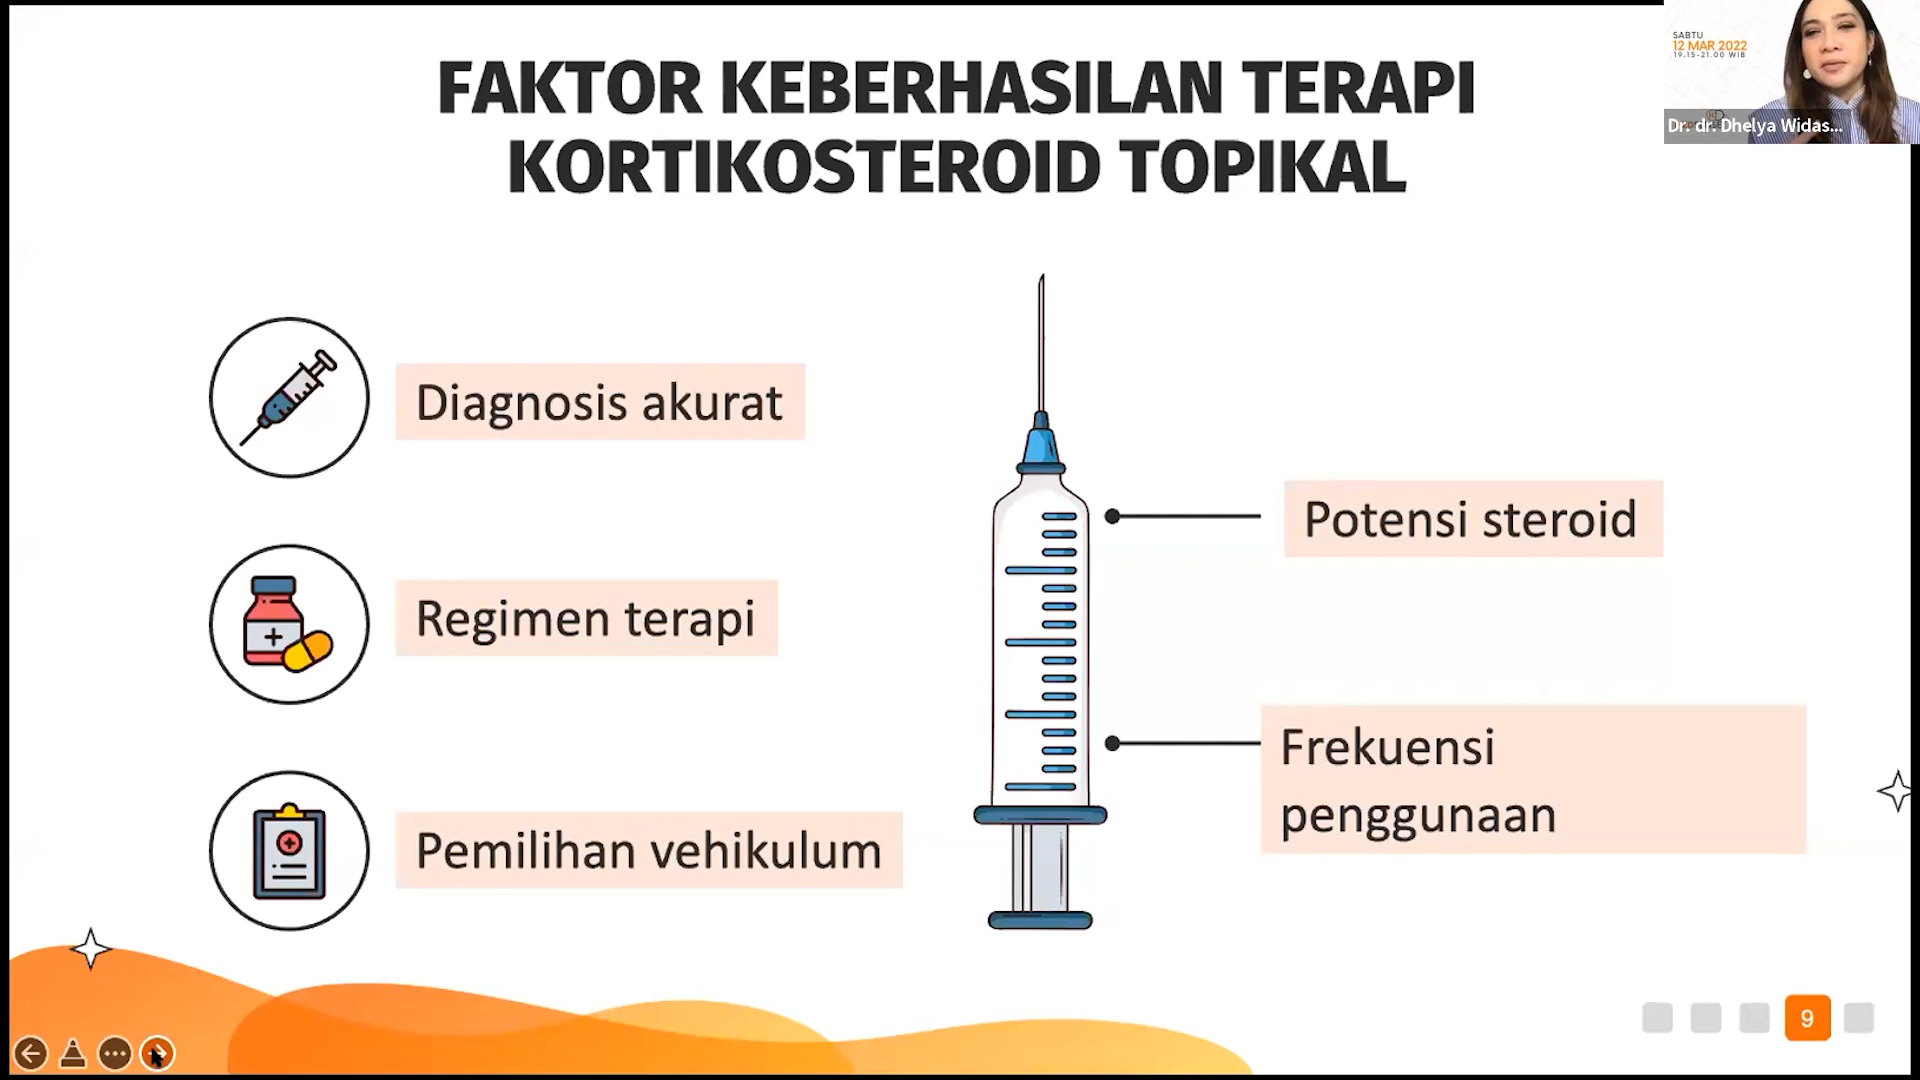 FAKTOR KEBERHASILAN TERAPI
KORTIKOSTEROID TOPIKAL
SABTU
12 MAR 2022
19.15-21.00 WIB
Dr. dr. Dhelya Widas...
Diagnosis akurat
Regimen terapi
Pemilihan vehikulum
Potensi steroid
Frekuensi
penggunaan
9